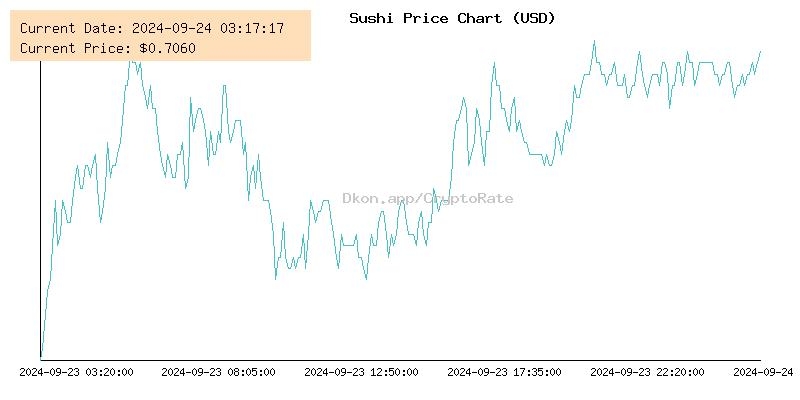 Sushi Price Chart (USD)
Current Date: 2024-09-24 03:17:17
Current Price: $0.7060
Dkon.app/CryptoRate
2024-09-23 03:20:00 2024-09-23 08:05:00 2024-09-23 12:50:00 2024-09-23 17:35:00 2024-09-23 22:20:00 2024-09-24